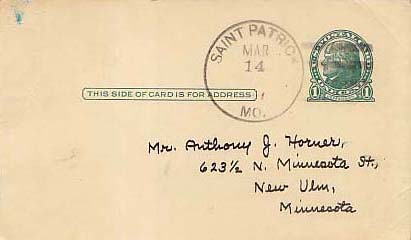 SAINT PATRICK
MAR
14
MO.
1 1
THIS SIDE OF CARD IS FOR ADDRESS
Mr. Anthony J. Horner,
623½ N. Minnesota St.,
New Ulm,
Minnesota